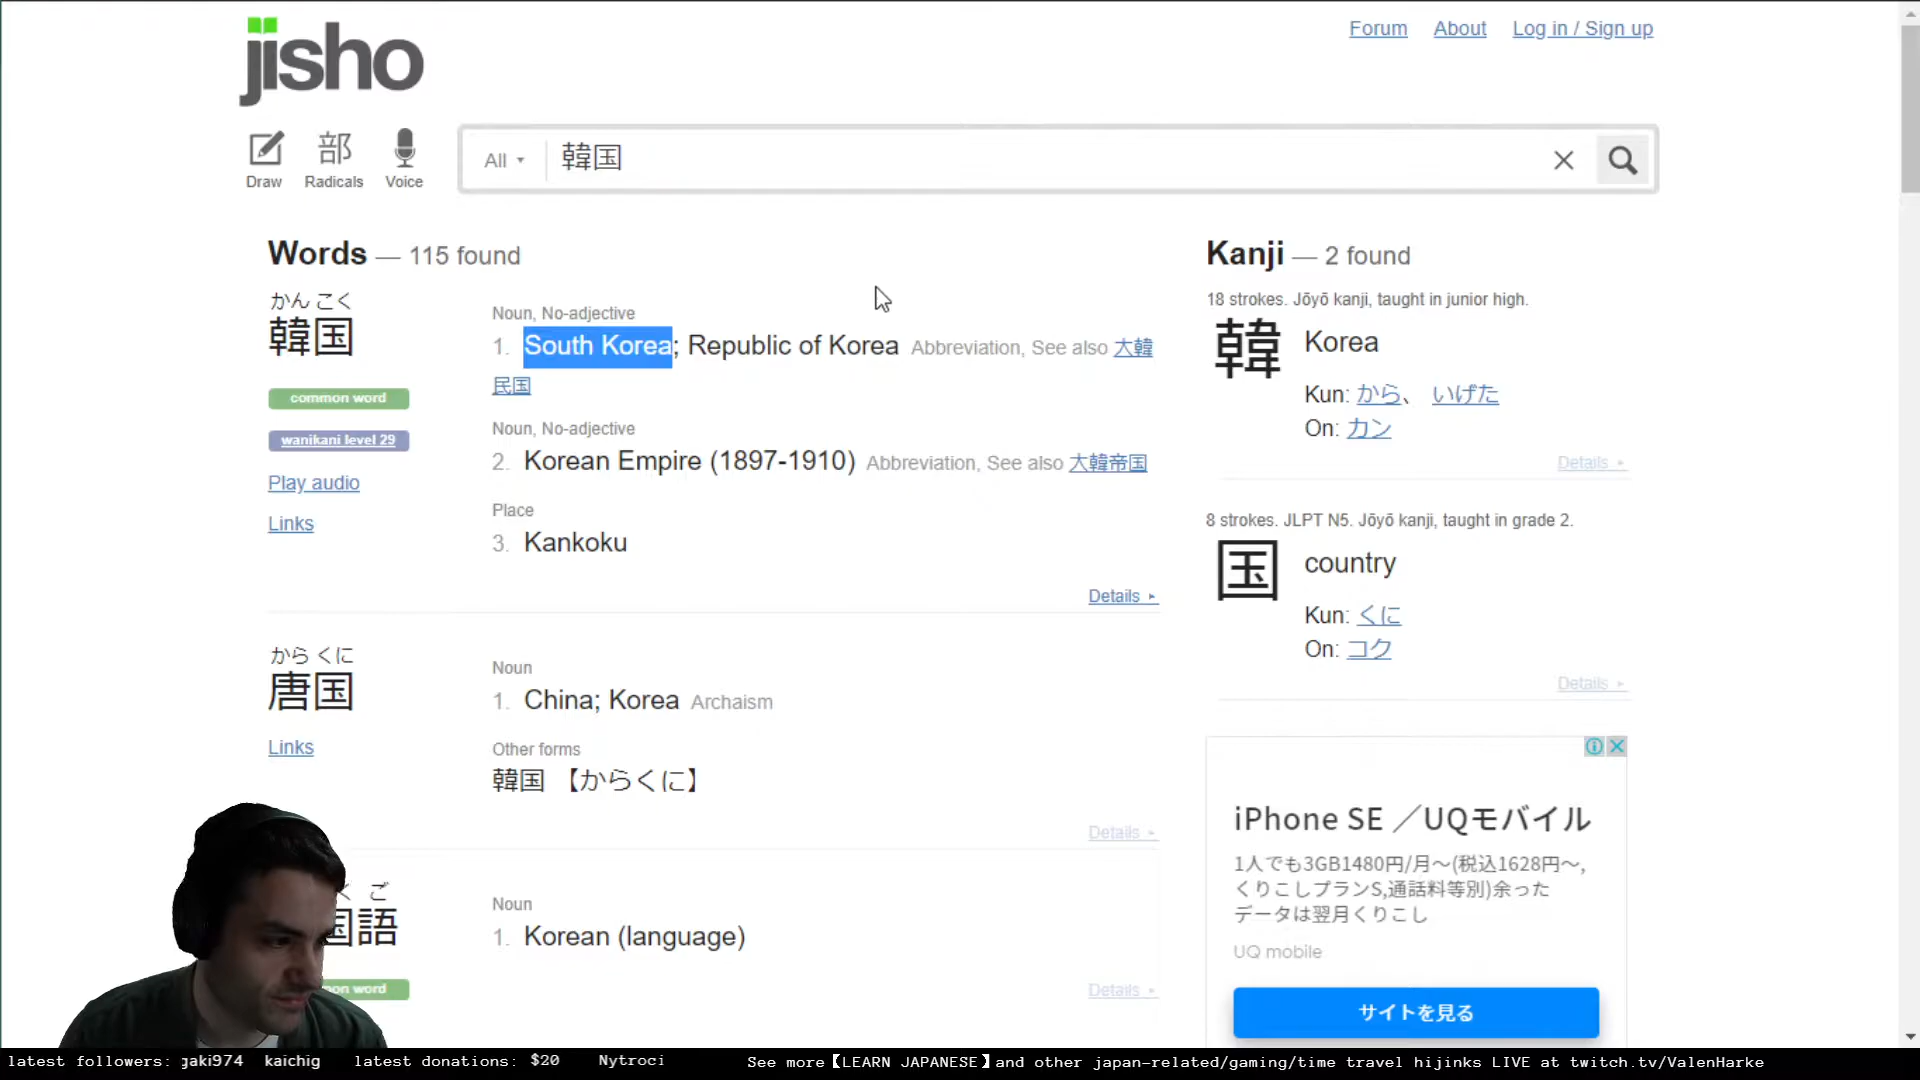 jisho
Forum About Log in / Sign up
Draw 部 Radicals Voice
All 韓国
Words — 115 found
かんこく
韓国
common word
wanikani level 29
Play audio
Links
Noun, No-adjective
1. South Korea; Republic of Korea Abbreviation, See also 大韓
民国
Noun, No-adjective
2. Korean Empire (1897-1910) Abbreviation, See also 大韓帝国
Place
3. Kankoku
Details
からくに
唐国
Links
Noun
1. China; Korea Archaism
Other forms
韓国 【からくに】
Details
くご
国語
mon word
Noun
1. Korean (language)
Details
Kanji — 2 found
18 strokes. Jōyō kanji, taught in junior high.
韓 Korea
Kun: から、 いげた
On: カン
Details
8 strokes. JLPT N5. Jōyō kanji, taught in grade 2.
国 country
Kun: くに
On: コク
Details
iPhone SE ／UQモバイル
1人でも3GB1480円/月〜(税込1628円〜,
くりこしプランS,通話料等別)余った
データは翌月くりこし
UQ mobile
サイトを見る
latest followers: gaki974 kaichig latest donations: $20 Nytroci See more【LEARN JAPANESE】and other japan-related/gaming/time travel hijinks LIVE at twitch.tv/ValenHarke